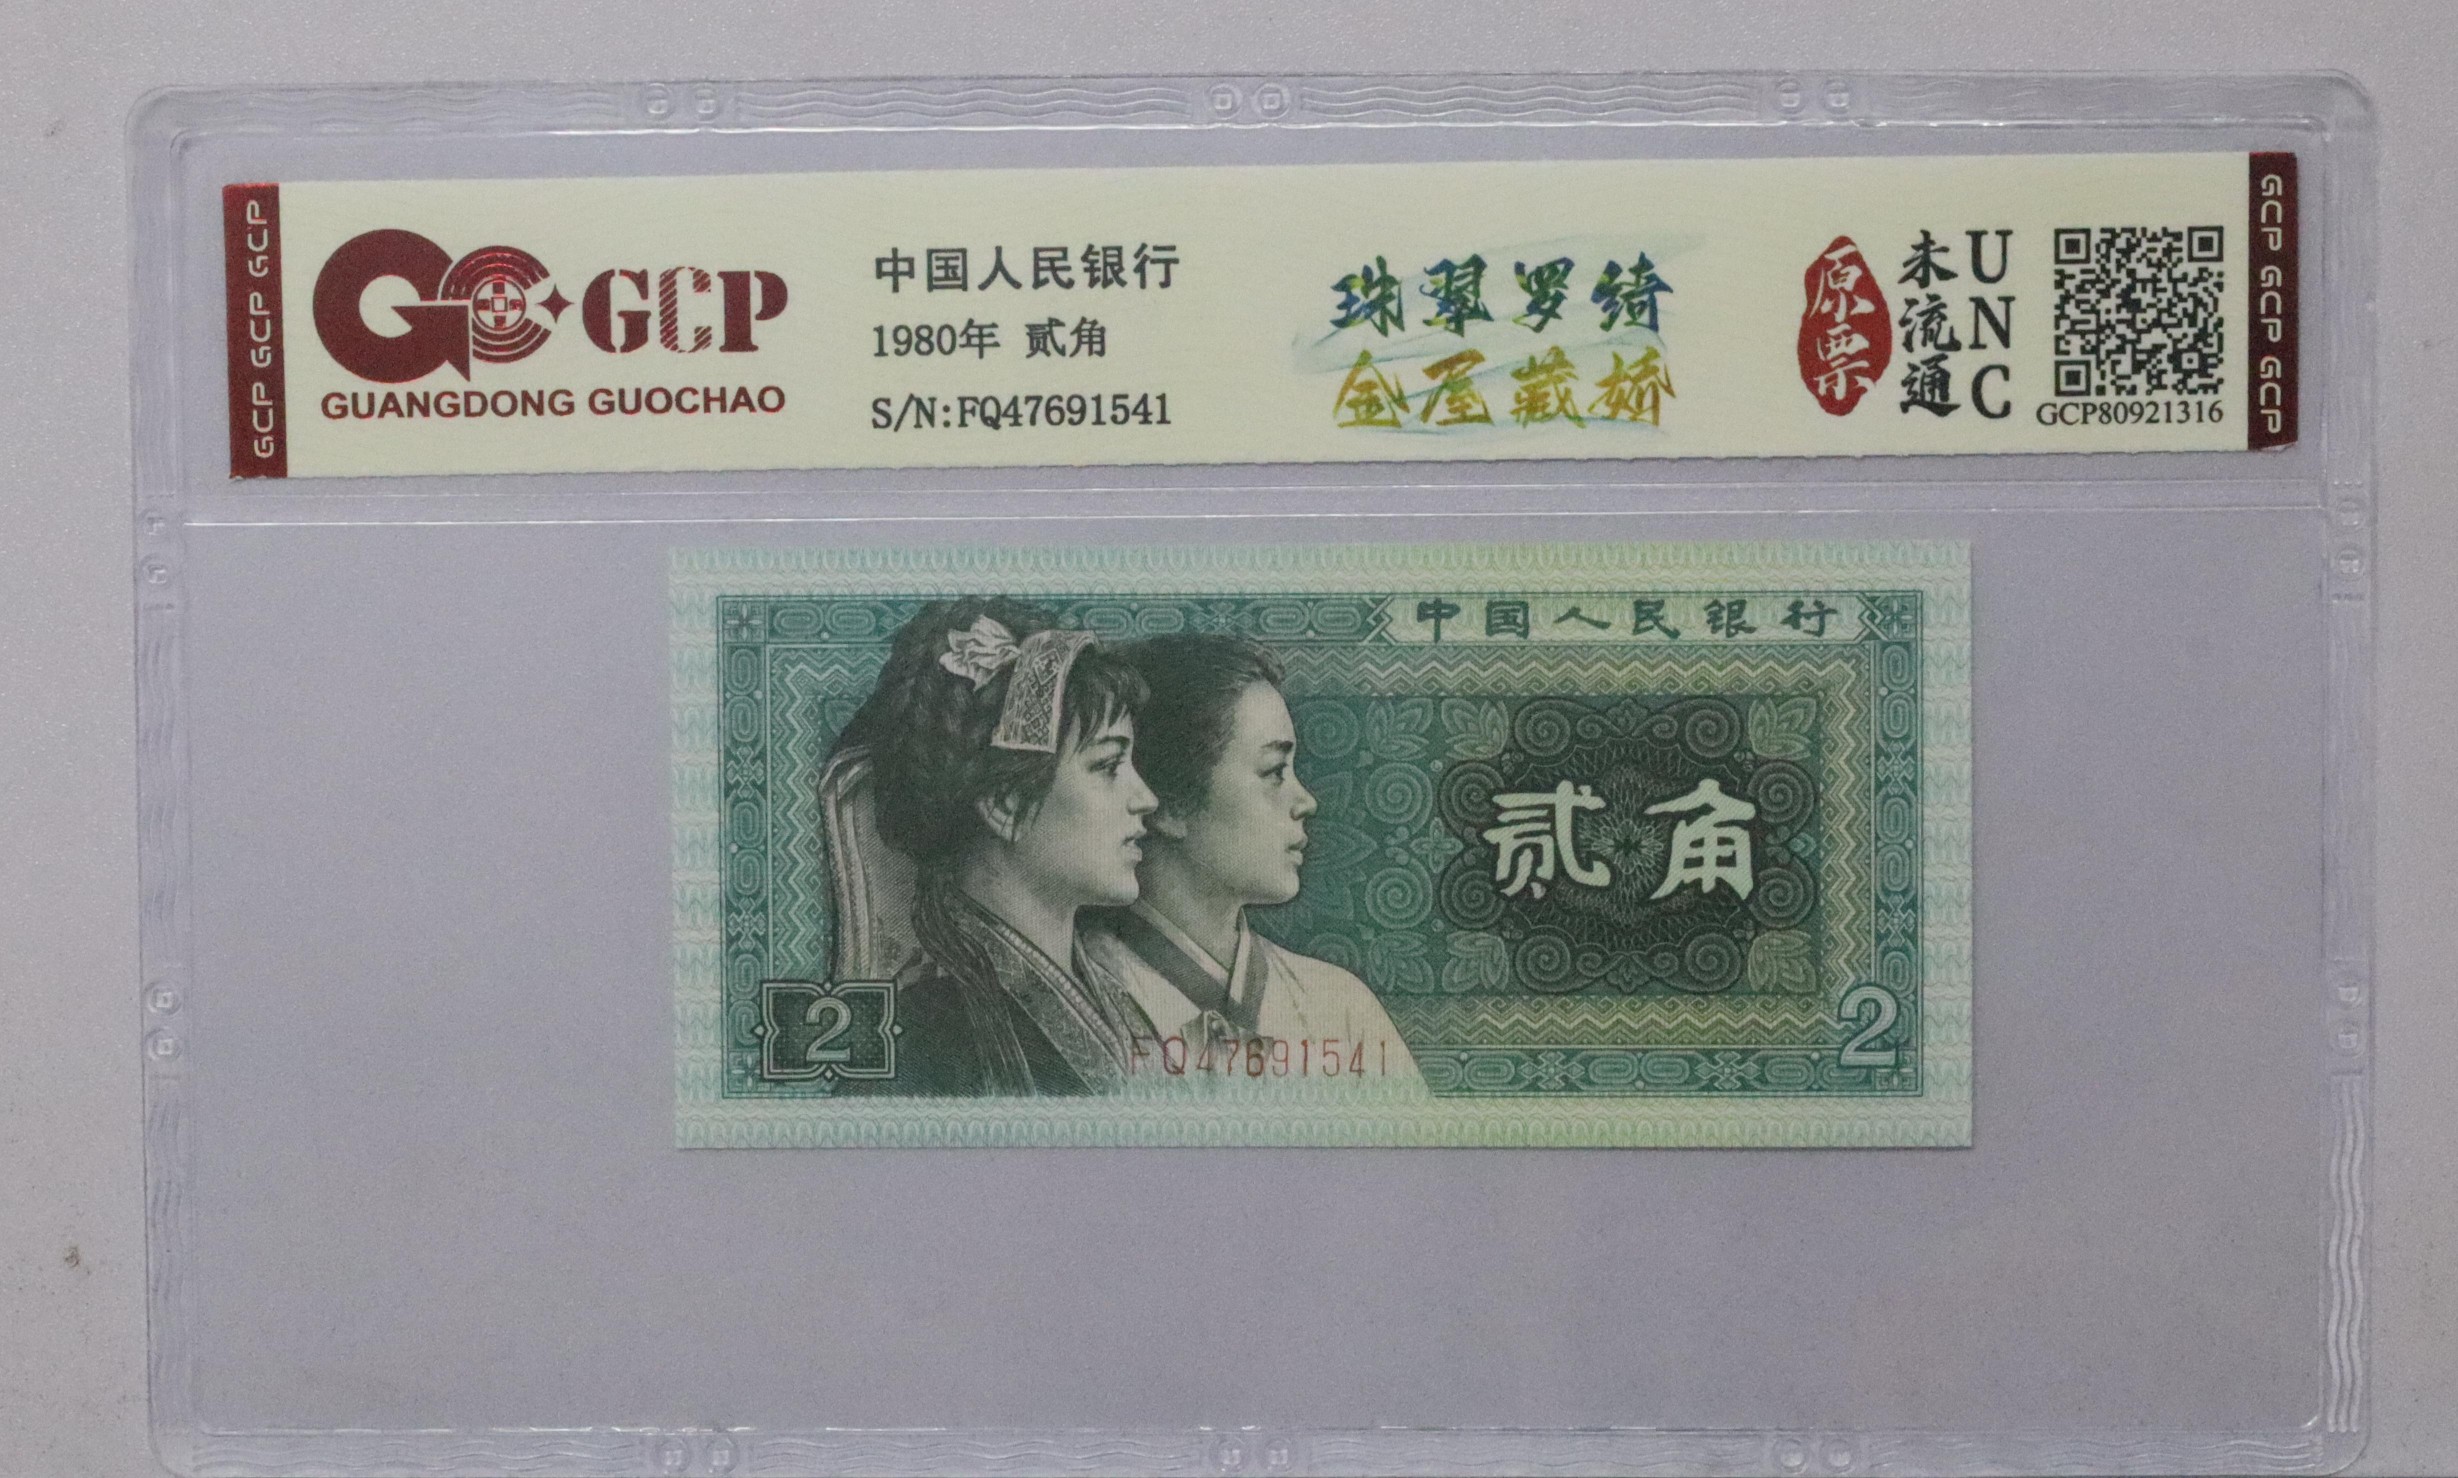 GCP GCP GCP
GCP
GUANGDONG GUOCHAO
中国人民银行
1980年 贰角
S/N:FQ47691541
珠翠罗绮
金屋藏娇
原票
未流通
UNC
GCP80921316
GCP GCP GCP
中国人民银行
贰角
2
FQ47691541
2